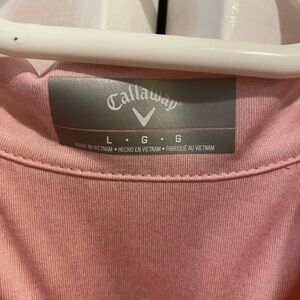 Callaway
L • G • G
MADE IN VIETNAM • HECHO EN VIETNAM • FABRIQUÉ AU VIETNAM